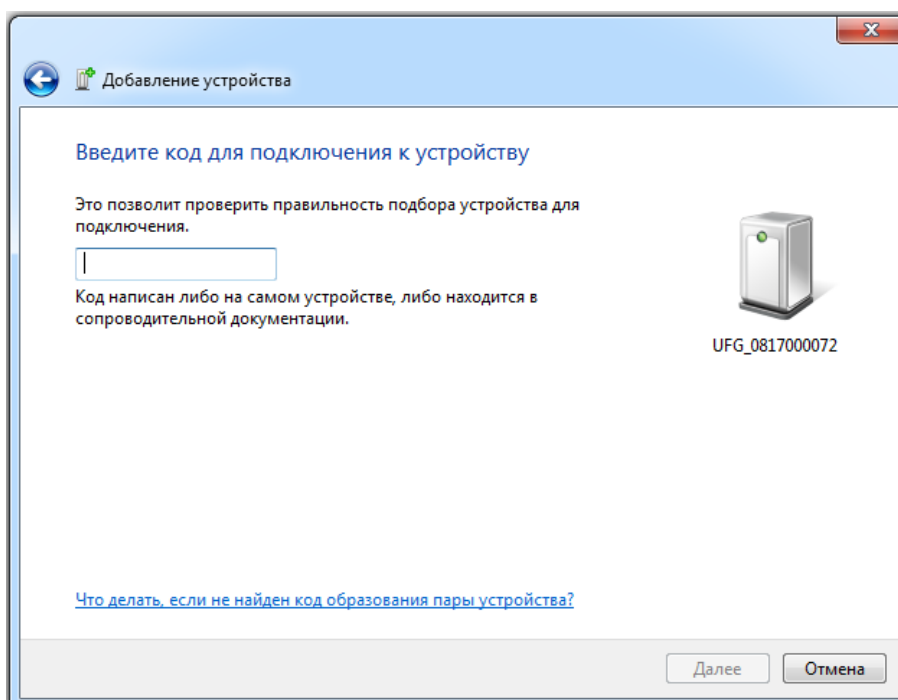 Добавление устройства
Введите код для подключения к устройству
Это позволит проверить правильность подбора устройства для
подключения.
Код написан либо на самом устройстве, либо находится в
сопроводительной документации.
UFG_0817000072
Что делать, если не найден код образования пары устройства?
Далее
Отмена